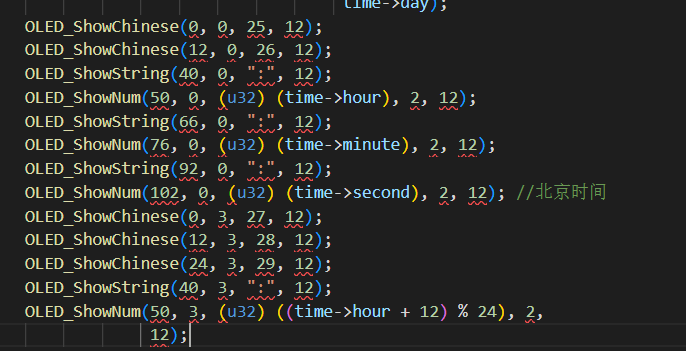 time->day);
OLED_ShowChinese(0, 0, 25, 12);
OLED_ShowChinese(12, 0, 26, 12);
OLED_ShowString(40, 0, ":", 12);
OLED_ShowNum(50, 0, (u32) (time->hour), 2, 12);
OLED_ShowString(66, 0, ":", 12);
OLED_ShowNum(76, 0, (u32) (time->minute), 2, 12);
OLED_ShowString(92, 0, ":", 12);
OLED_ShowNum(102, 0, (u32) (time->second), 2, 12); //北京时间
OLED_ShowChinese(0, 3, 27, 12);
OLED_ShowChinese(12, 3, 28, 12);
OLED_ShowChinese(24, 3, 29, 12);
OLED_ShowString(40, 3, ":", 12);
OLED_ShowNum(50, 3, (u32) ((time->hour + 12) % 24), 2,
12);